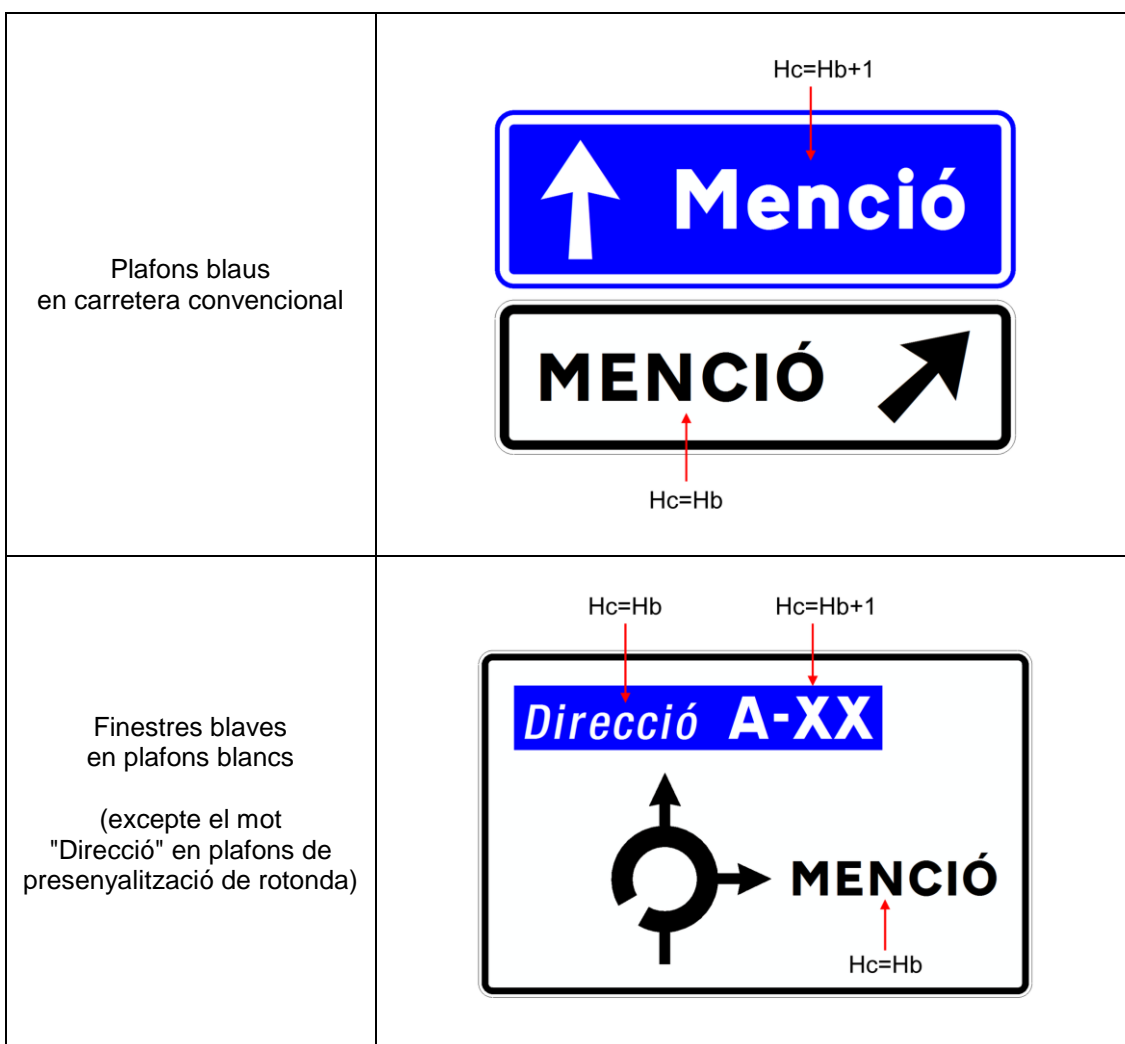 Plafons blaus
en carretera convencional
Hc=Hb+1
Menció
MENCIÓ
Hc=Hb
Finestres blaves
en plafons blancs
(excepte el mot
"Direcció" en plafons de
presenyalització de rotonda)
Hc=Hb Hc=Hb+1
Direcció A-XX
MENCIÓ
Hc=Hb